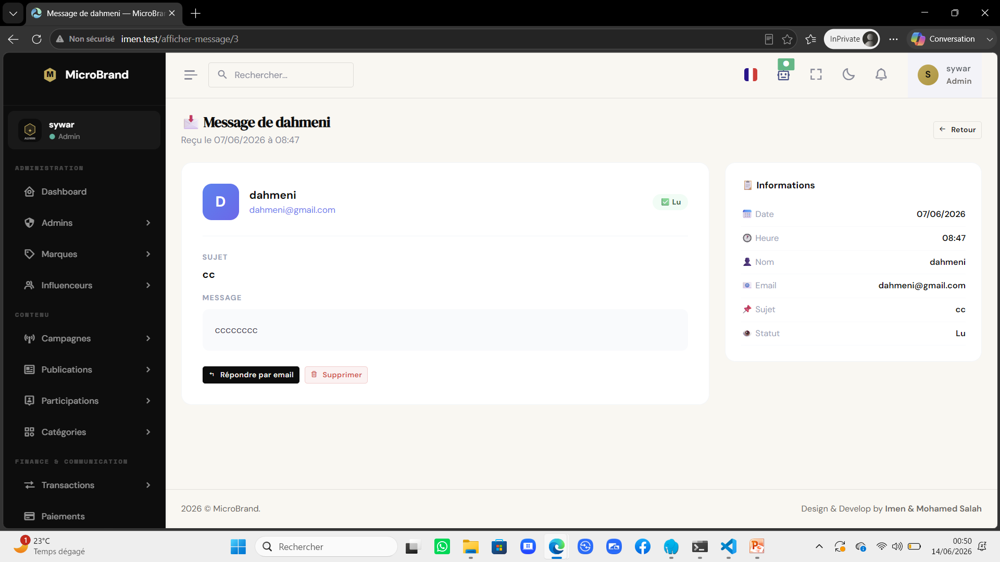 Message de dahmeni — MicroBra
Non sécurisé imen.test/afficher-message/3
InPrivate
Conversation
M MicroBrand
Rechercher...
S
sywar
Admin
ADMIN
sywar
Admin
ADMINISTRATION
Dashboard
Admins
Marques
Influenceurs
CONTENU
Campagnes
Publications
Participations
Catégories
FINANCE & COMMUNICATION
Transactions
Paiements
Message de dahmeni
Reçu le 07/06/2026 à 08:47
← Retour
D
dahmeni
dahmeni@gmail.com
Lu
SUJET
cc
MESSAGE
cccccccc
Répondre par email
Supprimer
Informations
Date 07/06/2026
Heure 08:47
Nom dahmeni
Email dahmeni@gmail.com
Sujet cc
Statut Lu
2026 © MicroBrand.
Design & Develop by Imen & Mohamed Salah
1
23°C
Temps dégagé
Rechercher
00:50
14/06/2026